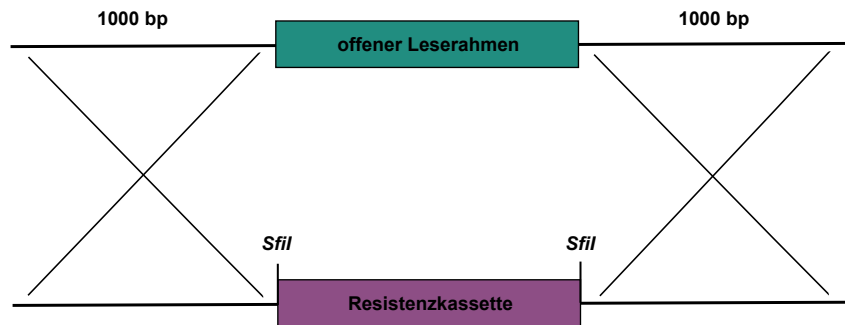 1000 bp
1000 bp
offener Leserahmen
SfiI
SfiI
Resistenzkassette